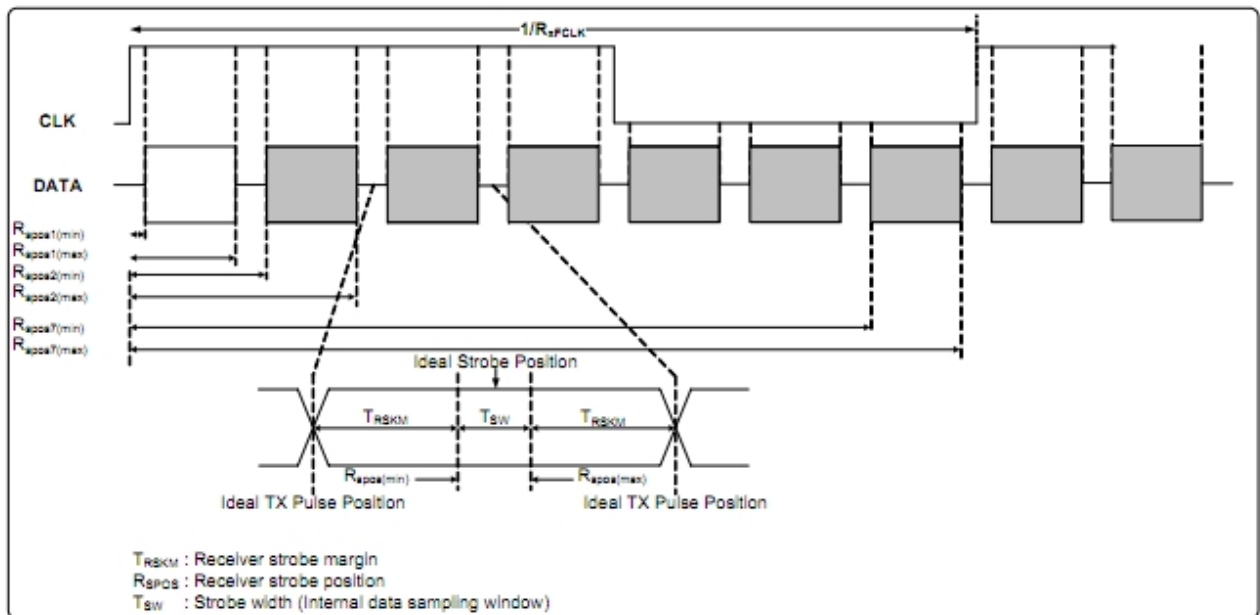 1/RxFCLK
CLK
DATA
Rspos1(min)
Rspos1(max)
Rspos2(min)
Rspos2(max)
Rspos7(min)
Rspos7(max)
Ideal Strobe Position
TRSKM TSW TRSKM
Rspos(min) Rspos(max)
Ideal TX Pulse Position Ideal TX Pulse Position
TRSKM : Receiver strobe margin
RSPOS : Receiver strobe position
TSW : Strobe width (Internal data sampling window)